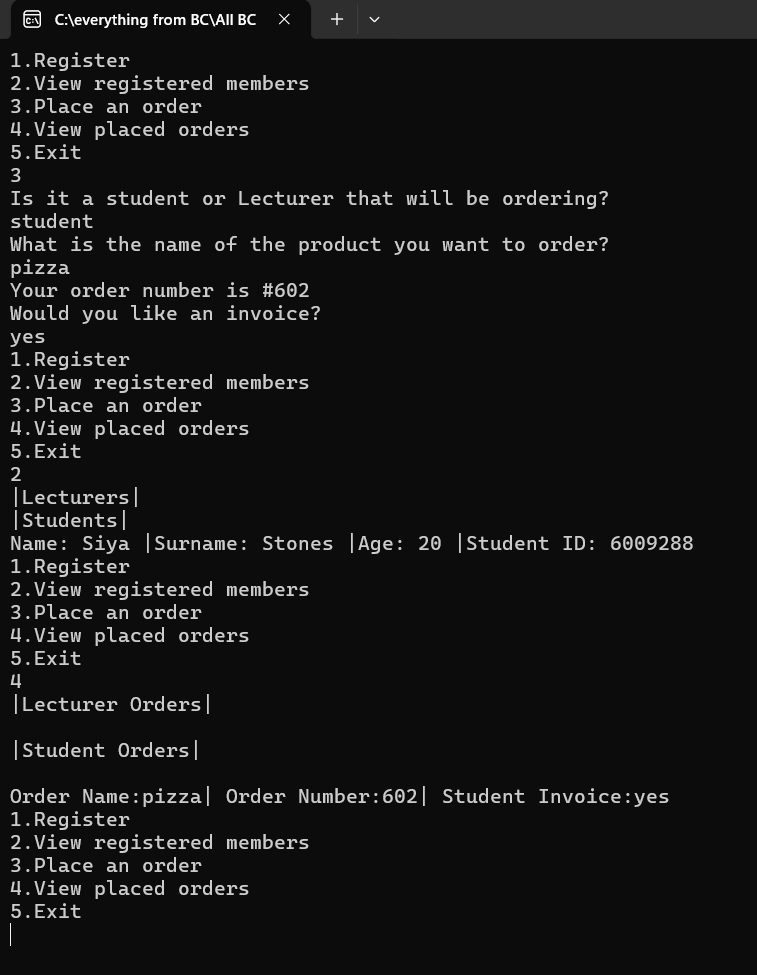 C:\everything from BC\All BC
1.Register
2.View registered members
3.Place an order
4.View placed orders
5.Exit
3
Is it a student or Lecturer that will be ordering?
student
What is the name of the product you want to order?
pizza
Your order number is #602
Would you like an invoice?
yes
1.Register
2.View registered members
3.Place an order
4.View placed orders
5.Exit
2
|Lecturers|
|Students|
Name: Siya |Surname: Stones |Age: 20 |Student ID: 6009288
1.Register
2.View registered members
3.Place an order
4.View placed orders
5.Exit
4
|Lecturer Orders|
|Student Orders|
Order Name:pizza| Order Number:602| Student Invoice:yes
1.Register
2.View registered members
3.Place an order
4.View placed orders
5.Exit